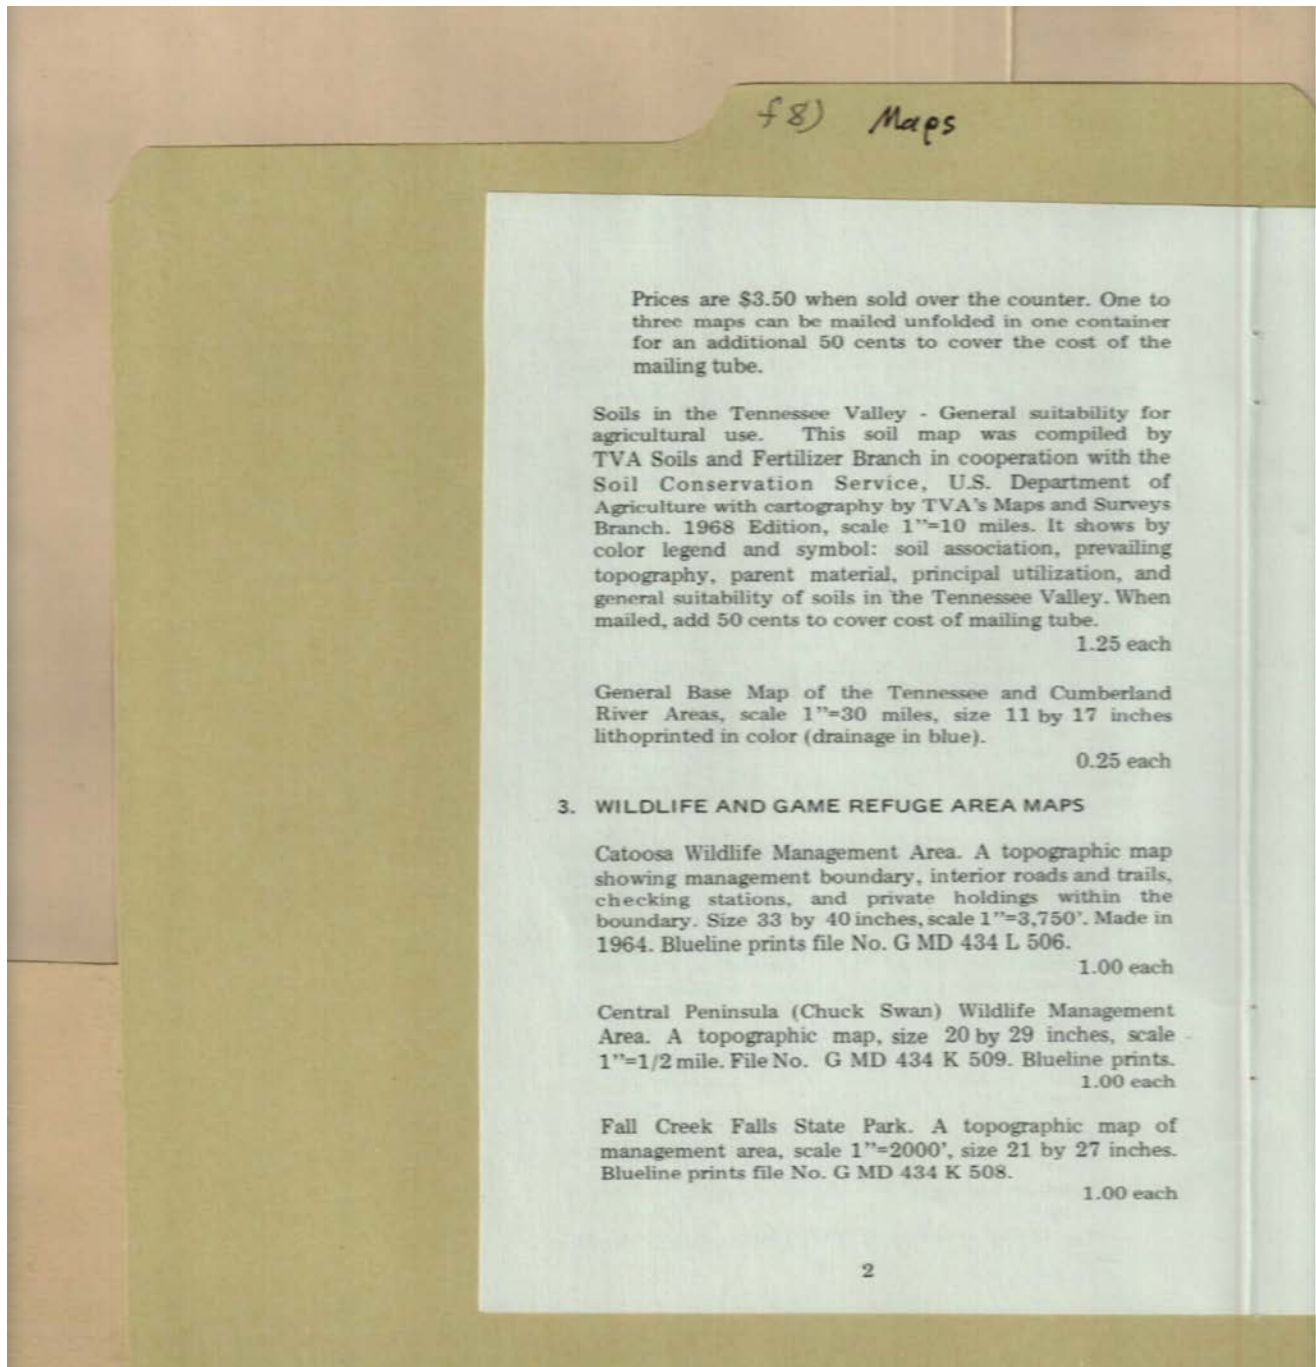 f8) Maps
Prices are $3.50 when sold over the counter. One to
three maps can be mailed unfolded in one container
for an additional 50 cents to cover the cost of the
mailing tube.
Soils in the Tennessee Valley - General suitability for
agricultural use. This soil map was compiled by
TVA Soils and Fertilizer Branch in cooperation with the
Soil Conservation Service, U.S. Department of
Agriculture with cartography by TVA's Maps and Surveys
Branch. 1968 Edition, scale 1"=10 miles. It shows by
color legend and symbol: soil association, prevailing
topography, parent material, principal utilization, and
general suitability of soils in the Tennessee Valley. When
mailed, add 50 cents to cover cost of mailing tube.
1.25 each
General Base Map of the Tennessee and Cumberland
River Areas, scale 1"=30 miles, size 11 by 17 inches
lithoprinted in color (drainage in blue).
0.25 each
3. WILDLIFE AND GAME REFUGE AREA MAPS
Catoosa Wildlife Management Area. A topographic map
showing management boundary, interior roads and trails,
checking stations, and private holdings within the
boundary. Size 33 by 40 inches, scale 1"=3,750'. Made in
1964. Blueline prints file No. G MD 434 L 506.
1.00 each
Central Peninsula (Chuck Swan) Wildlife Management
Area. A topographic map, size 20 by 29 inches, scale
1"=1/2 mile. File No. G MD 434 K 509. Blueline prints.
1.00 each
Fall Creek Falls State Park. A topographic map of
management area, scale 1"=2000', size 21 by 27 inches.
Blueline prints file No. G MD 434 K 508.
1.00 each
2